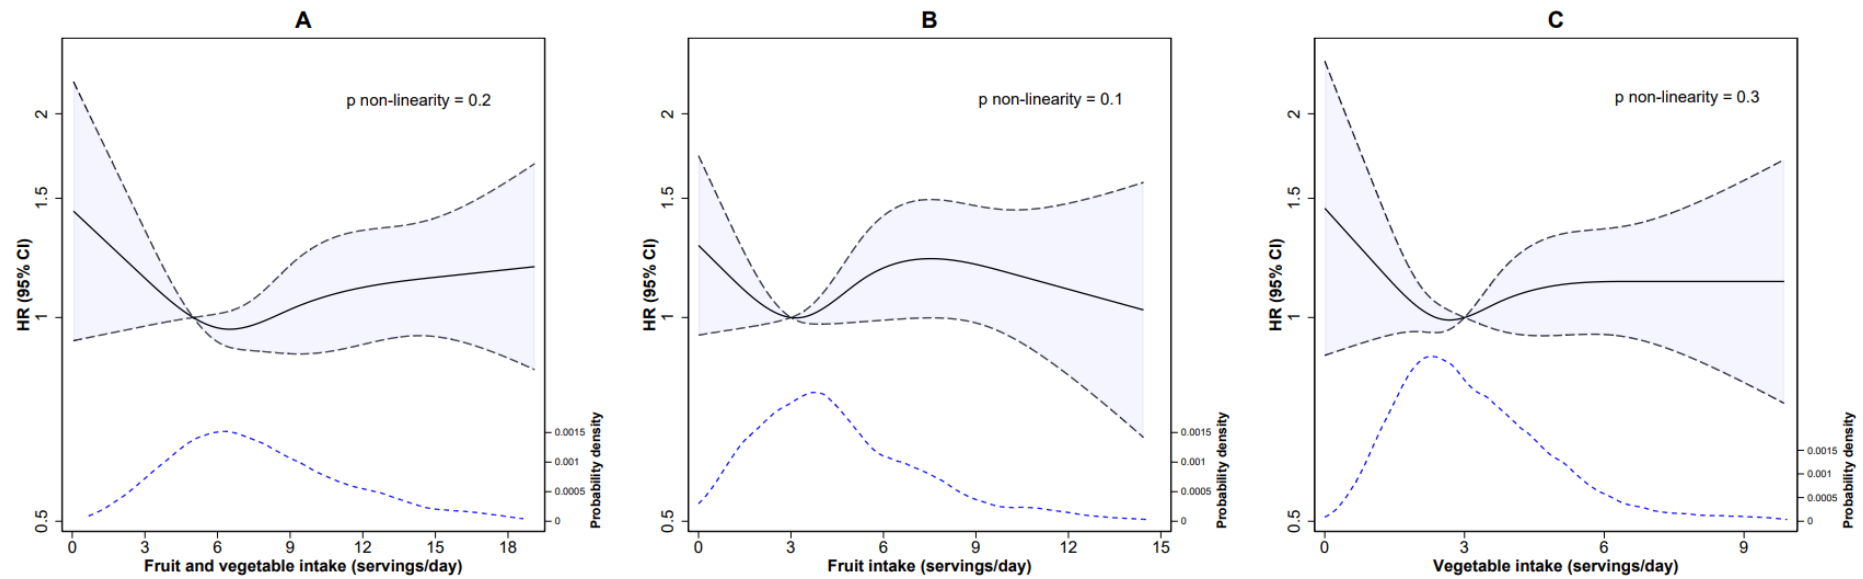 A
p non-linearity = 0.2
HR (95% CI)
2
1.5
1
0.5
0 3 6 9 12 15 18
Fruit and vegetable intake (servings/day)
0.0015
0.001
0.0005
0
Probability density
B
p non-linearity = 0.1
HR (95% CI)
2
1.5
1
0.5
0 3 6 9 12 15
Fruit intake (servings/day)
0.0015
0.001
0.0005
0
Probability density
C
p non-linearity = 0.3
HR (95% CI)
2
1.5
1
0.5
0 3 6 9
Vegetable intake (servings/day)
0.0015
0.001
0.0005
0
Probability density